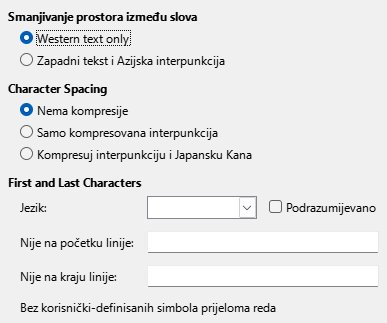 Smanjivanje prostora između slova
Western text only
Zapadni tekst i Azijska interpunkcija
Character Spacing
Nema kompresije
Samo kompresovana interpunkcija
Kompresuj interpunkciju i Japansku Kana
First and Last Characters
Jezik: Podrazumijevano
Nije na početku linije:
Nije na kraju linije:
Bez korisnički-definisanih simbola prijeloma reda